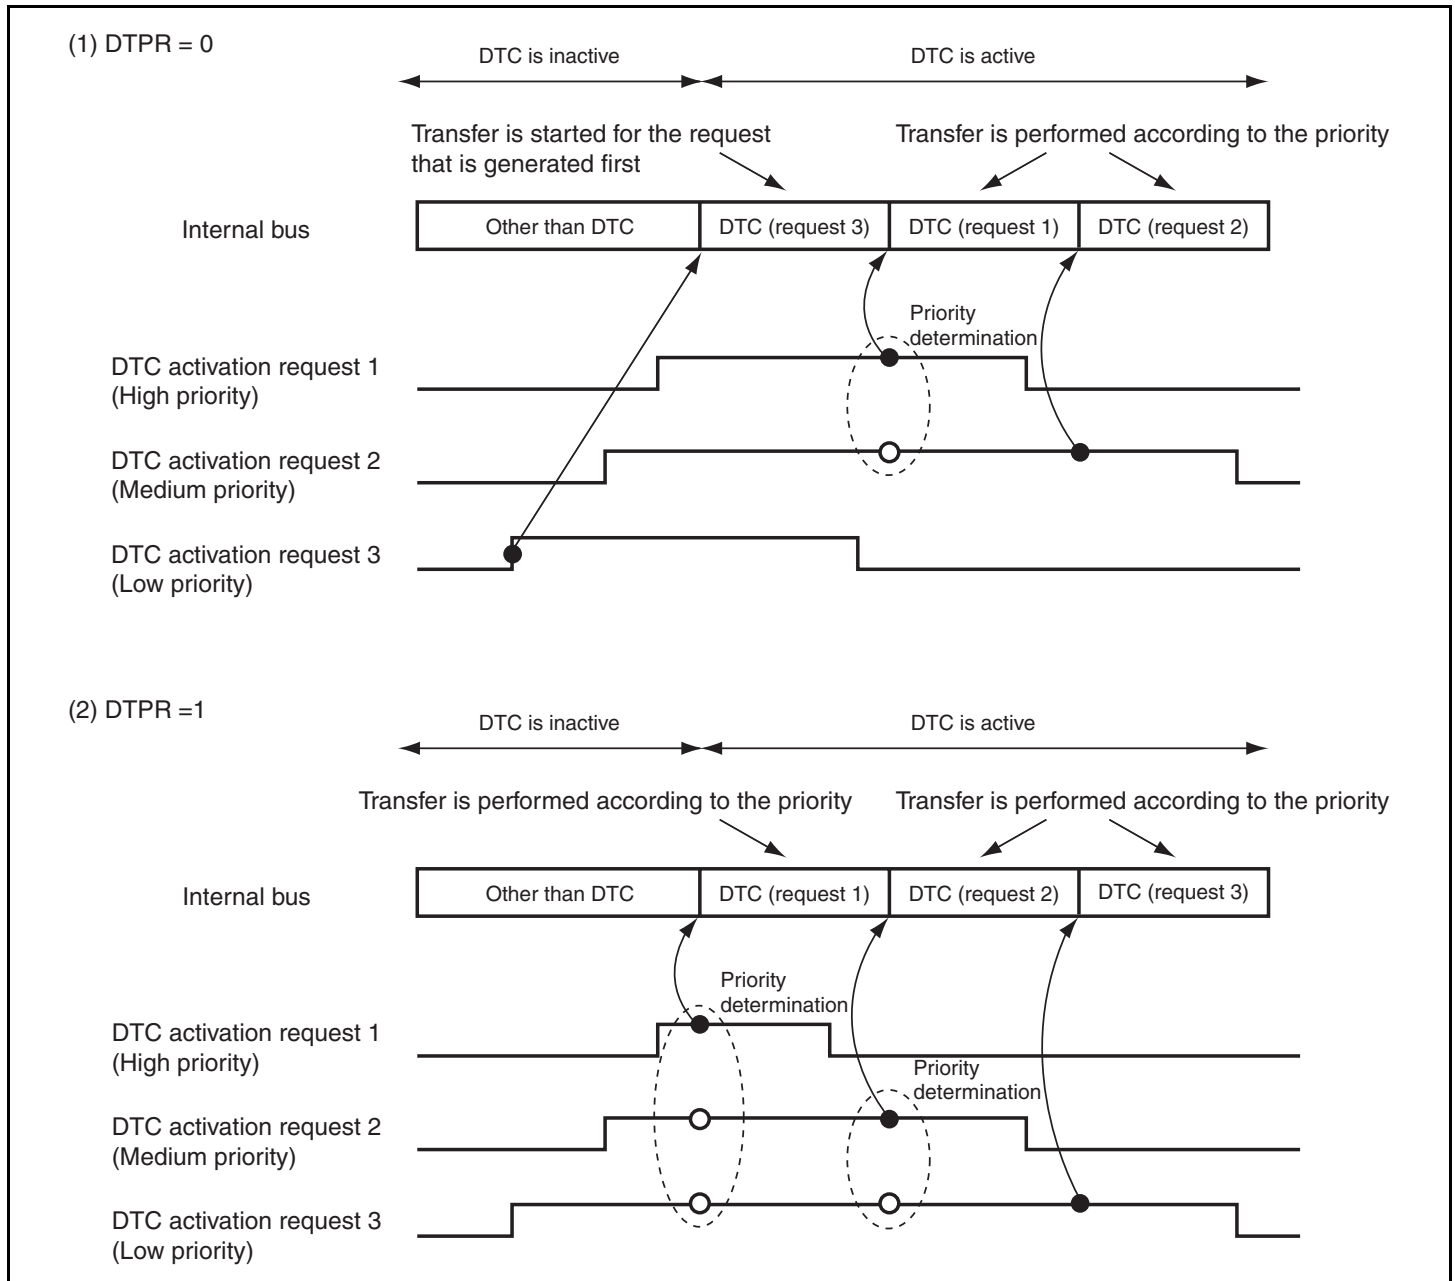 (1) DTPR = 0
DTC is inactive
DTC is active
Transfer is started for the request
that is generated first
Transfer is performed according to the priority
Internal bus
Other than DTC
DTC (request 3)
DTC (request 1)
DTC (request 2)
Priority
determination
DTC activation request 1
(High priority)
DTC activation request 2
(Medium priority)
DTC activation request 3
(Low priority)
(2) DTPR =1
DTC is inactive
DTC is active
Transfer is performed according to the priority
Transfer is performed according to the priority
Internal bus
Other than DTC
DTC (request 1)
DTC (request 2)
DTC (request 3)
Priority
determination
DTC activation request 1
(High priority)
Priority
determination
DTC activation request 2
(Medium priority)
DTC activation request 3
(Low priority)